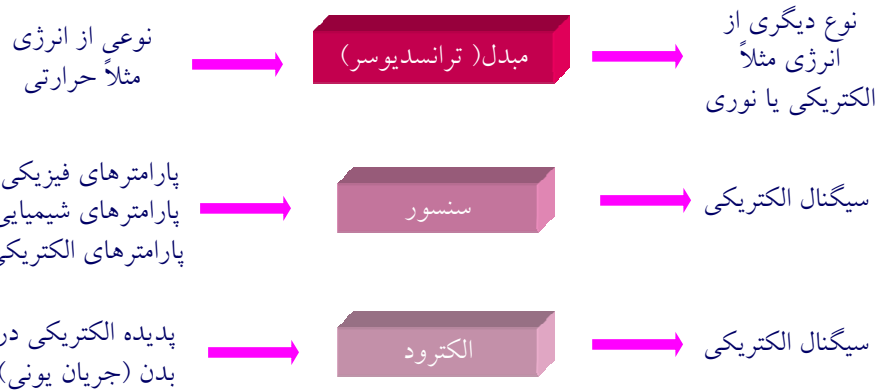 نوعی از انرژی
مثلاً حرارتی
مبدل( ترانسدیوسر)
نوع دیگری از
انرژی مثلاً
الکتریکی یا نوری
پارامترهای فیزیکی
پارامترهای شیمیایی
پارامترهای الکتریکی
سنسور
سیگنال الکتریکی
پدیده الکتریکی در
بدن (جریان یونی)
الکترود
سیگنال الکتریکی